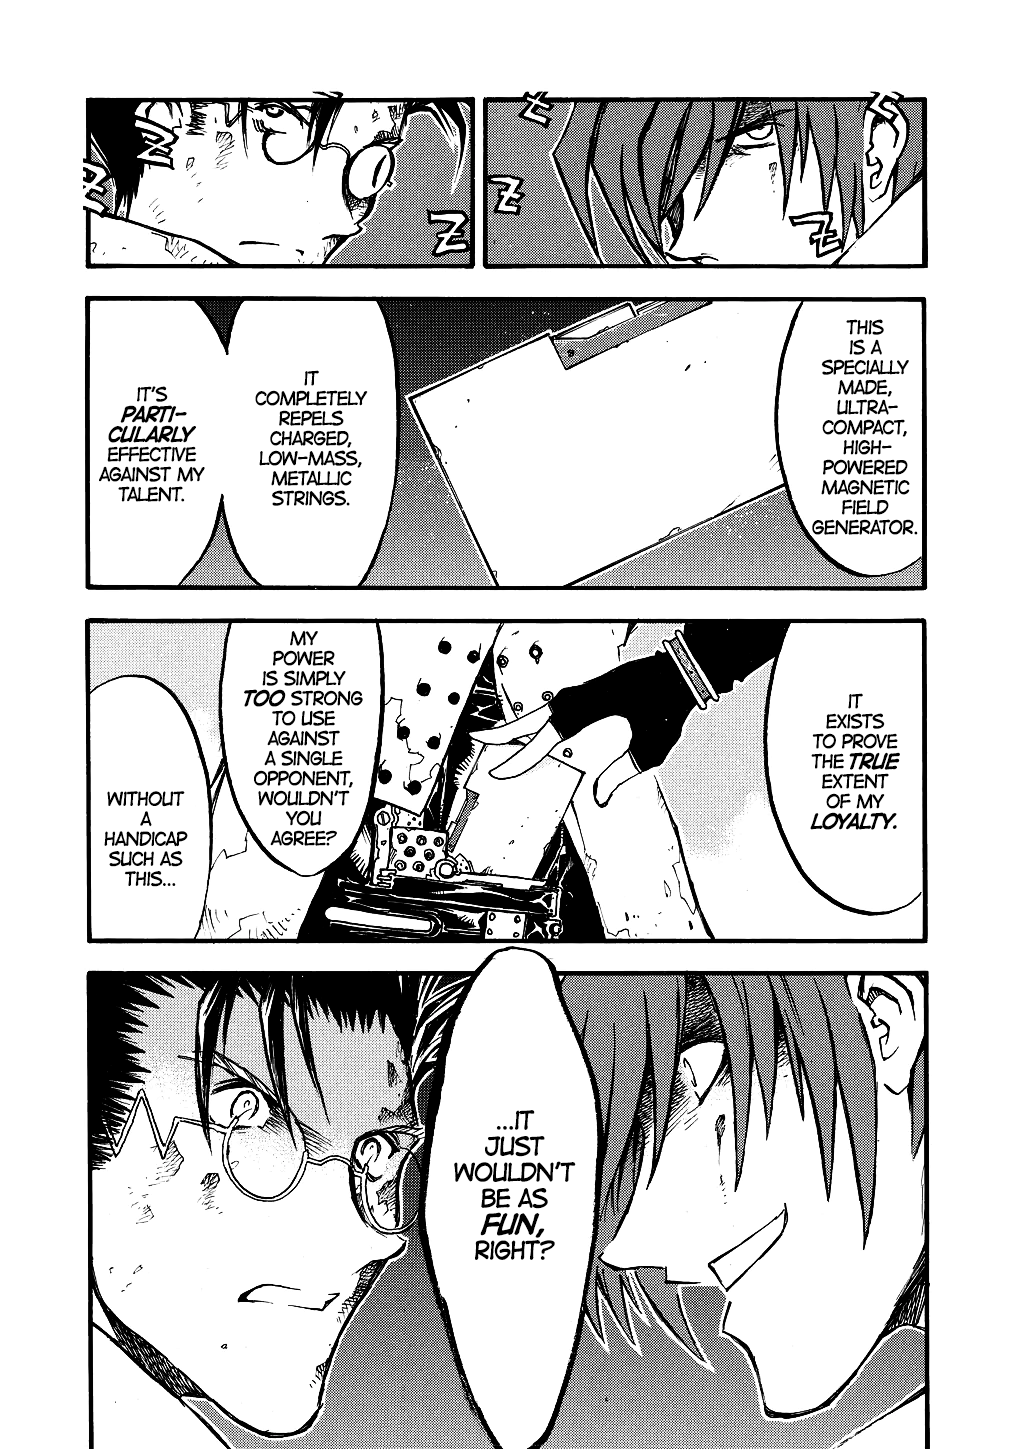 THIS
IS A
SPECIALLY
MADE,
ULTRA-
COMPACT,
HIGH-
POWERED
MAGNETIC
FIELD
GENERATOR.
IT
COMPLETELY
REPELS
CHARGED,
LOW-MASS,
METALLIC
STRINGS.
IT'S
PARTI-
CULARLY
EFFECTIVE
AGAINST MY
TALENT.
IT
EXISTS
TO PROVE
THE TRUE
EXTENT
OF MY
LOYALTY.
MY
POWER
IS SIMPLY
TOO STRONG
TO USE
AGAINST
A SINGLE
OPPONENT,
WOULDN'T
YOU
AGREE?
WITHOUT
A
HANDICAP
SUCH AS
THIS...
...IT
JUST
WOULDN'T
BE AS
FUN,
RIGHT?